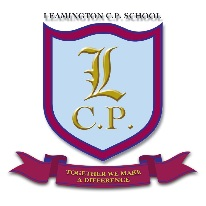 LEAMINGTON C.P. SCHOOL
L
C.P.
TOGETHER WE MAKE
A DIFFERENCE